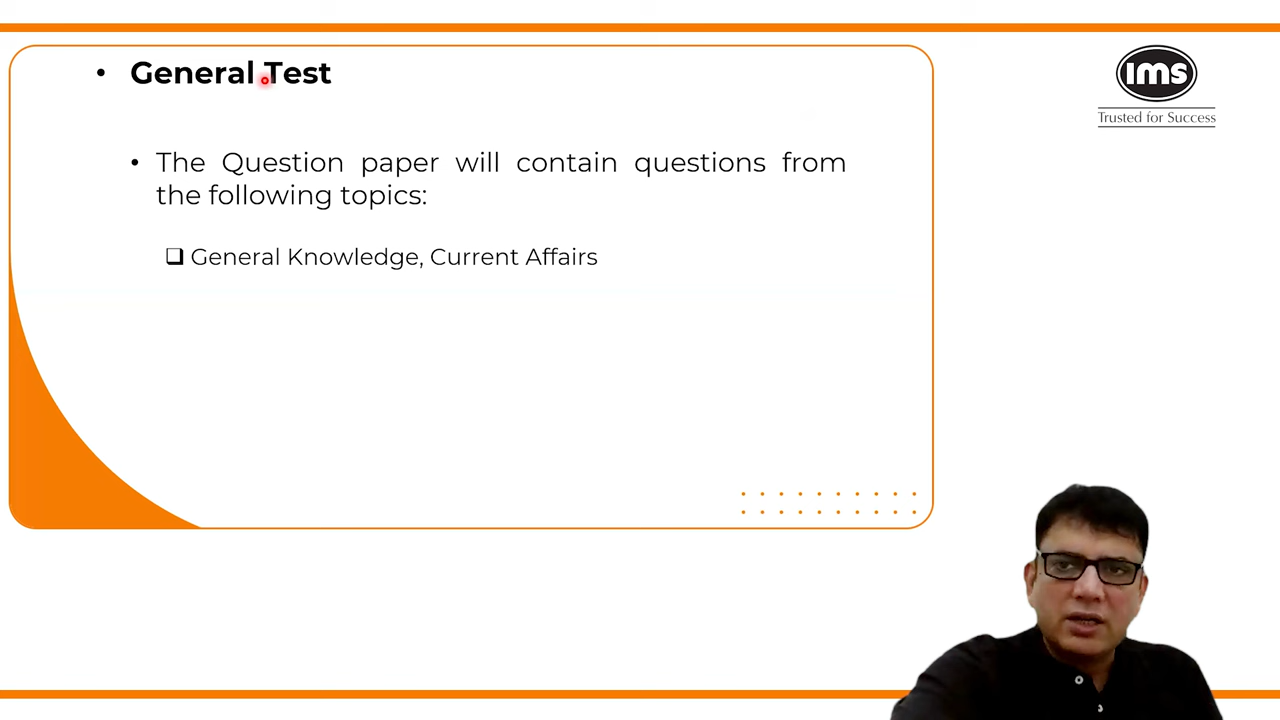 • General Test
ims
Trusted for Success
• The Question paper will contain questions from
the following topics:
❑ General Knowledge, Current Affairs